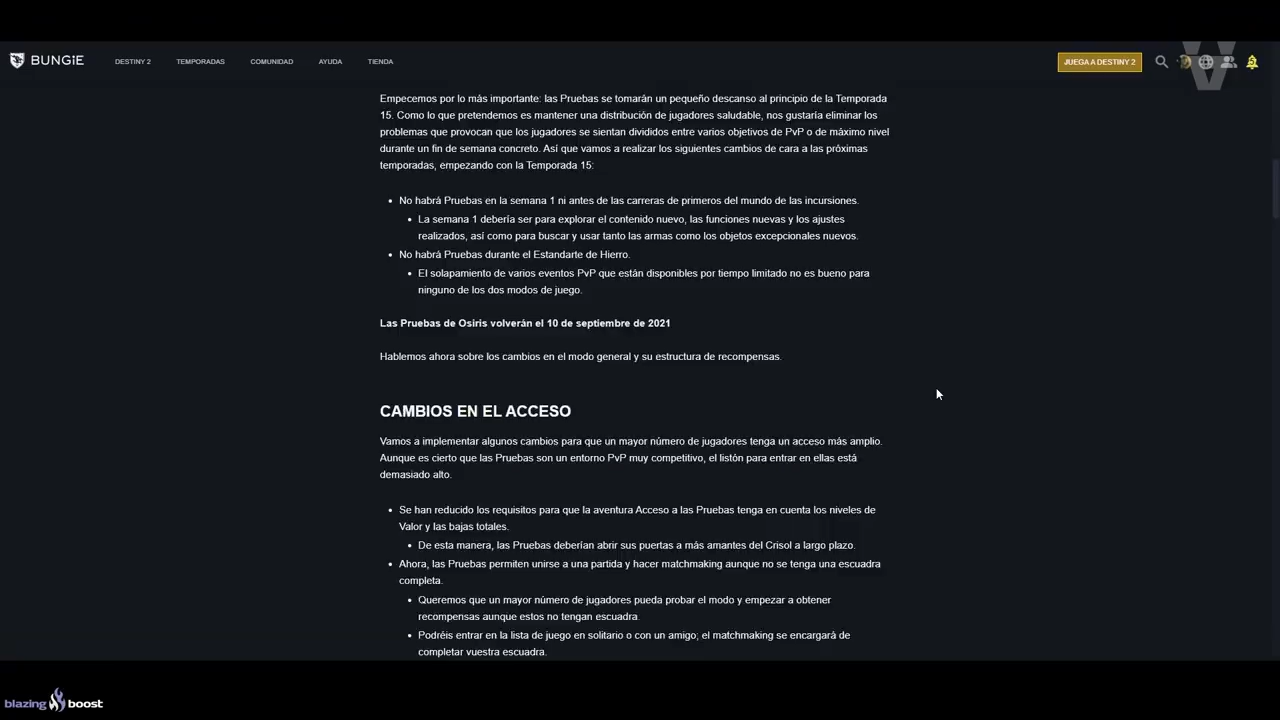 BUNGiE
DESTINY 2 TEMPORADAS COMUNIDAD AYUDA TIENDA
JUEGA A DESTINY 2
Empecemos por lo más importante: las Pruebas se tomarán un pequeño descanso al principio de la Temporada
15. Como lo que pretendemos es mantener una distribución de jugadores saludable, nos gustaría eliminar los
problemas que provocan que los jugadores se sientan divididos entre varios objetivos de PvP o de máximo nivel
durante un fin de semana concreto. Así que vamos a realizar los siguientes cambios de cara a las próximas
temporadas, empezando con la Temporada 15:
• No habrá Pruebas en la semana 1 ni antes de las carreras de primeros del mundo de las incursiones.
• La semana 1 debería ser para explorar el contenido nuevo, las funciones nuevas y los ajustes
realizados, así como para buscar y usar tanto las armas como los objetos excepcionales nuevos.
• No habrá Pruebas durante el Estandarte de Hierro.
• El solapamiento de varios eventos PvP que están disponibles por tiempo limitado no es bueno para
ninguno de los dos modos de juego.
Las Pruebas de Osiris volverán el 10 de septiembre de 2021
Hablemos ahora sobre los cambios en el modo general y su estructura de recompensas.
CAMBIOS EN EL ACCESO
Vamos a implementar algunos cambios para que un mayor número de jugadores tenga un acceso más amplio.
Aunque es cierto que las Pruebas son un entorno PvP muy competitivo, el listón para entrar en ellas está
demasiado alto.
• Se han reducido los requisitos para que la aventura Acceso a las Pruebas tenga en cuenta los niveles de
Valor y las bajas totales.
• De esta manera, las Pruebas deberían abrir sus puertas a más amantes del Crisol a largo plazo.
• Ahora, las Pruebas permiten unirse a una partida y hacer matchmaking aunque no se tenga una escuadra
completa.
• Queremos que un mayor número de jugadores pueda probar el modo y empezar a obtener
recompensas aunque estos no tengan escuadra.
• Podréis entrar en la lista de juego en solitario o con un amigo; el matchmaking se encargará de
completar vuestra escuadra.
blazing boost